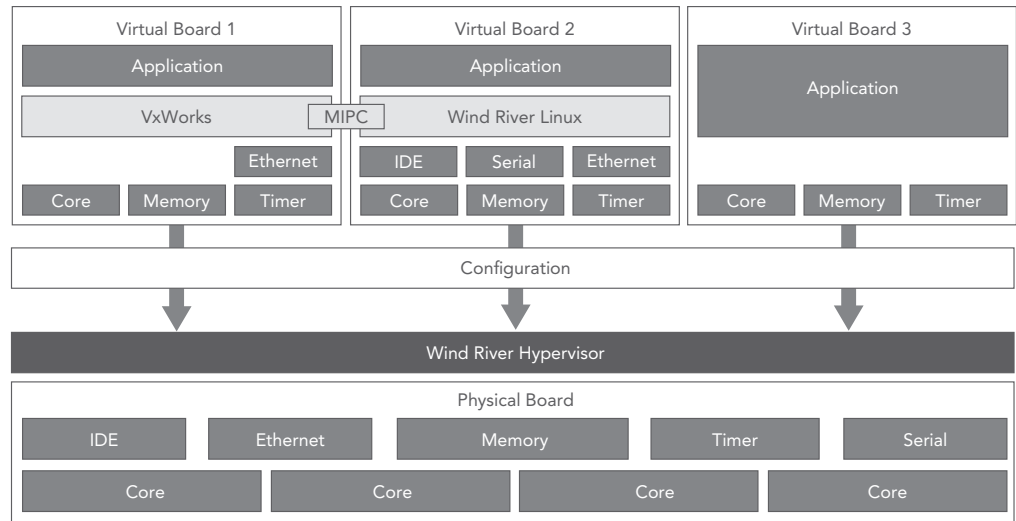 Virtual Board 1
Virtual Board 2
Virtual Board 3
Application
Application
Application
VxWorks
MIPC
Wind River Linux
Ethernet
IDE
Serial
Ethernet
Core
Memory
Timer
Core
Memory
Timer
Core
Memory
Timer
Configuration
Wind River Hypervisor
Physical Board
IDE
Ethernet
Memory
Timer
Serial
Core
Core
Core
Core